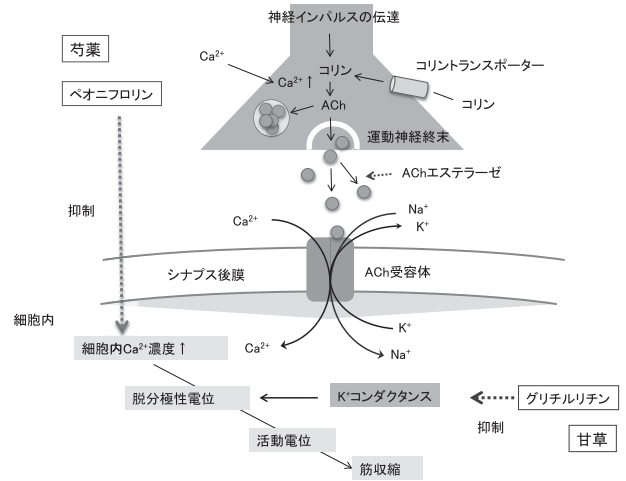 神経インパルスの伝達
芍薬
Ca²⁺
コリントランスポーター
コリン
Ca²⁺↑
ペオニフロリン
ACh
コリン
運動神経終末
AChエステラーゼ
抑制
Ca²⁺
Na⁺
K⁺
シナプス後膜
ACh受容体
細胞内
K⁺
細胞内Ca²⁺濃度↑
Ca²⁺
Na⁺
脱分極性電位
K⁺コンダクタンス
グリチルリチン
抑制
活動電位
甘草
筋収縮